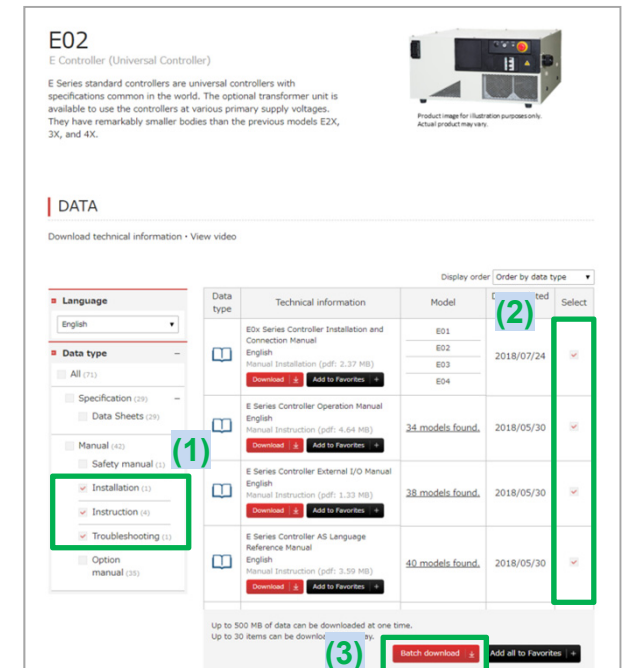 E02
E Controller (Universal Controller)
E Series standard controllers are universal controllers with
specifications common in the world. The optional transformer unit is
available to use the controllers at various primary supply voltages.
They have remarkably smaller bodies than the previous models E2X,
3X, and 4X.
Product image for illustration purposes only.
Actual product may vary.
DATA
Download technical information・View video
Display order Order by data type
Language
English
Data type
All (71)
Specification (29)
Data Sheets (29)
Manual (42)
Safety manual (1)
(1)
Installation (1)
Instruction (4)
Troubleshooting (1)
Option
manual (35)
Data
type
Technical information
Model
(2)
Select
E0x Series Controller Installation and
Connection Manual
English
Manual Installation (pdf: 2.37 MB)
Download Add to Favorites +
E01
E02
E03
E04
2018/07/24
E Series Controller Operation Manual
English
Manual Instruction (pdf: 4.64 MB)
Download Add to Favorites +
34 models found.
2018/05/30
E Series Controller External I/O Manual
English
Manual Instruction (pdf: 1.33 MB)
Download Add to Favorites +
38 models found.
2018/05/30
E Series Controller AS Language
Reference Manual
English
Manual Instruction (pdf: 3.59 MB)
Download Add to Favorites +
40 models found.
2018/05/30
Up to 500 MB of data can be downloaded at one time.
Up to 30 items can be
(3)
Batch download
Add all to Favorites +